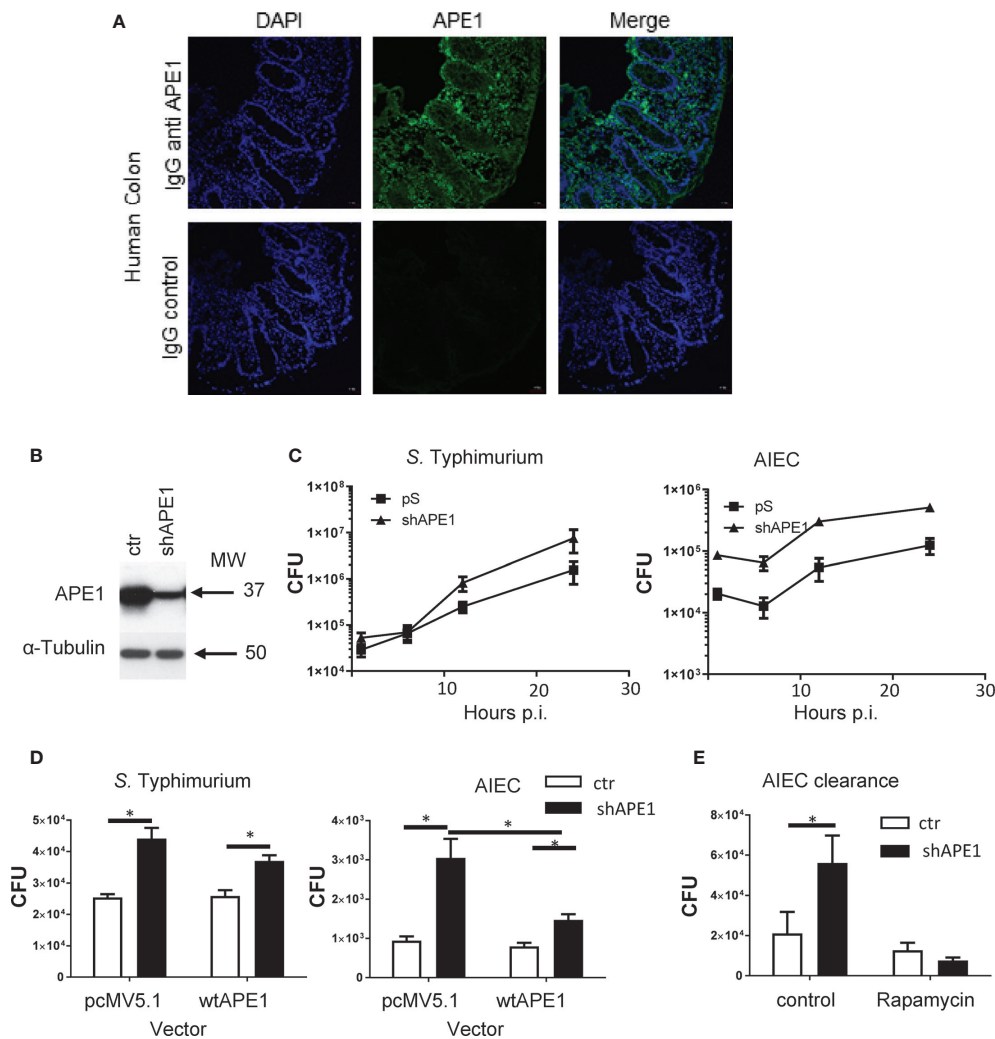 A
DAPI APE1 Merge
Human Colon
IgG anti APE1
IgG control
B
ctr shAPE1 MW
APE1 37
α-Tubulin 50
C
S. Typhimurium
CFU
1×10⁸
1×10⁷
1×10⁶
1×10⁵
1×10⁴
pS
shAPE1
10 20 30
Hours p.i.
AIEC
CFU
1×10⁶
1×10⁵
1×10⁴
1×10³
pS
shAPE1
10 20 30
Hours p.i.
D
S. Typhimurium
CFU
5×10⁴
4×10⁴
3×10⁴
2×10⁴
1×10⁴
0
* *
pcMV5.1 wtAPE1
Vector
AIEC
ctr
shAPE1
CFU
4×10³
3×10³
2×10³
1×10³
0
* * *
pcMV5.1 wtAPE1
Vector
E
AIEC clearance
ctr
shAPE1
CFU
8×10⁴
6×10⁴
4×10⁴
2×10⁴
0
*
control Rapamycin